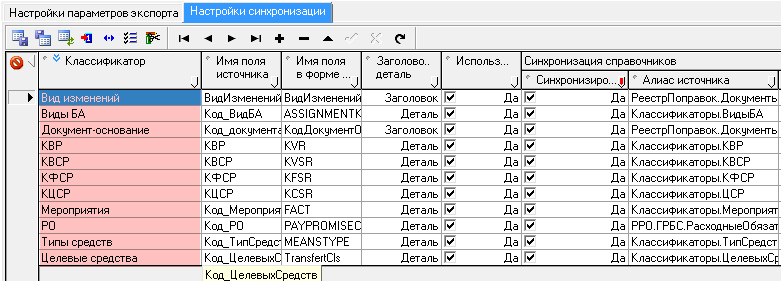 Настройки параметров экспорта Настройки синхронизации
Классификатор Имя поля источника Имя поля в форме ... Заголово.. деталь Использ... Синхронизация справочников
Синхронизиро... Алиас источника
Вид изменений ВидИзменений ВидИзменений Заголовок Да Да РеестрПоправок.Документы
Виды БА Код_ВидБА ASSIGNMENTK Деталь Да Да Классификаторы.ВидыБА
Документ-основание Код_документа КодДокументО Заголовок Да Да РеестрПоправок.Документы
КВР КВР KVR Деталь Да Да Классификаторы.КВР
КВСР КВСР KVSR Деталь Да Да Классификаторы.КВСР
КФСР КФСР KFSR Деталь Да Да Классификаторы.КФСР
КЦСР КЦСР KCSR Деталь Да Да Классификаторы.ЦСР
Мероприятия Код_Мероприят FACT Деталь Да Да Классификаторы.Мероприят
РО Код_РО PAYPROMISEC Деталь Да Да РРО.ГРБС.РасходныеОбязат
Типы средств Код_ТипСредст MEANSTYPE Деталь Да Да Классификаторы.ТипСредст
Целевые средства Код_ЦелевыхС TransfertCls Деталь Да Да Классификаторы.ЦелевыеСр
Код_ЦелевыхСредств